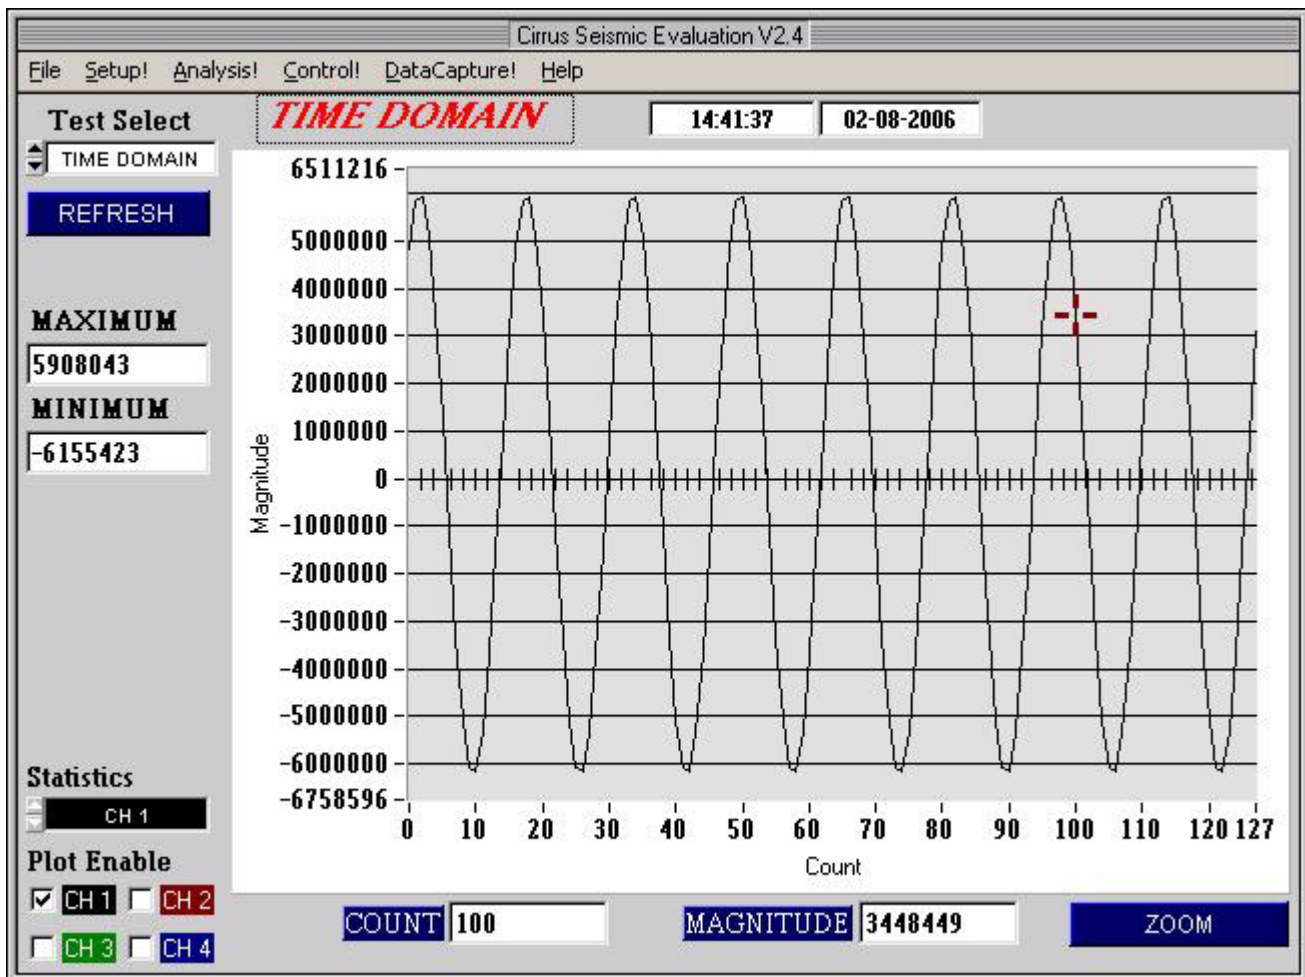 Cirrus Seismic Evaluation V2.4
File Setup! Analysis! Control! DataCapture! Help
Test Select
TIME DOMAIN
REFRESH
TIME DOMAIN
14:41:37
02-08-2006
MAXIMUM
5908043
MINIMUM
-6155423
Magnitude
6511216
5000000
4000000
3000000
2000000
1000000
0
-1000000
-2000000
-3000000
-4000000
-5000000
-6000000
-6758596
0 10 20 30 40 50 60 70 80 90 100 110 120 127
Count
Statistics
CH 1
Plot Enable
CH 1 CH 2
CH 3 CH 4
COUNT 100
MAGNITUDE 3448449
ZOOM